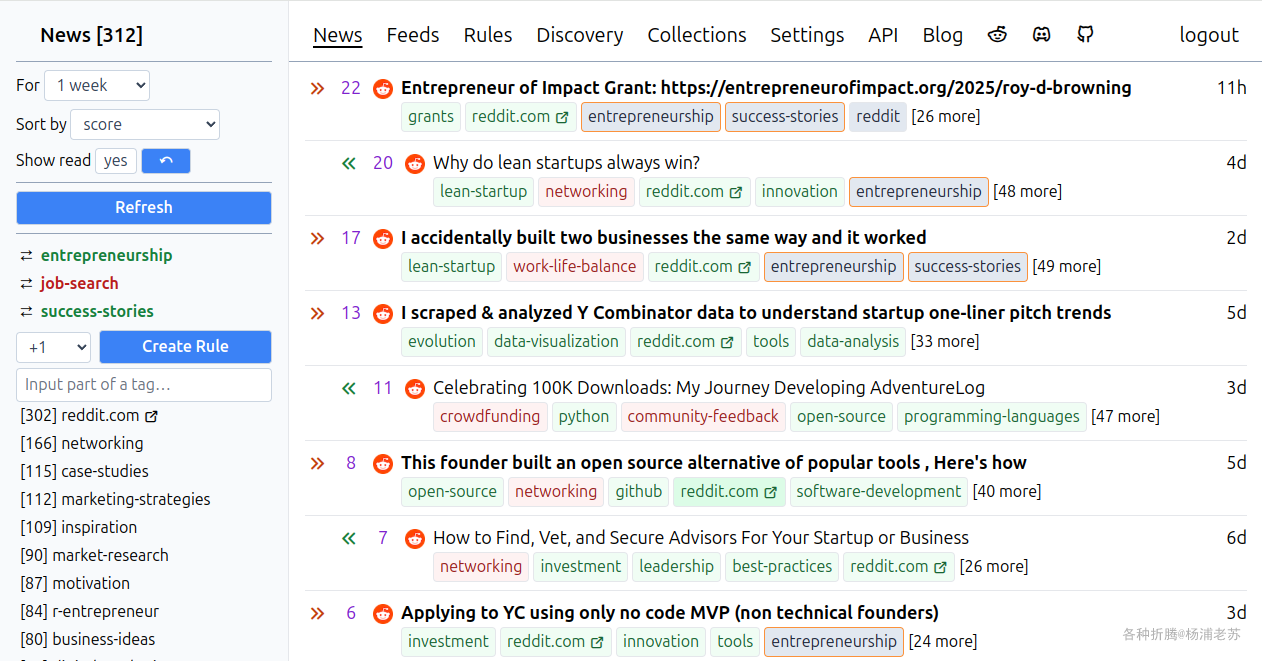 News [312]
For 1 week
Sort by score
Show read yes
Refresh
entrepreneurship
job-search
success-stories
+1 Create Rule
Input part of a tag…
[302] reddit.com
[166] networking
[115] case-studies
[112] marketing-strategies
[109] inspiration
[90] market-research
[87] motivation
[84] r-entrepreneur
[80] business-ideas
News Feeds Rules Discovery Collections Settings API Blog logout
22 Entrepreneur of Impact Grant: https://entrepreneurofimpact.org/2025/roy-d-browning 11h
grants reddit.com entrepreneurship success-stories reddit [26 more]
20 Why do lean startups always win? 4d
lean-startup networking reddit.com innovation entrepreneurship [48 more]
17 I accidentally built two businesses the same way and it worked 2d
lean-startup work-life-balance reddit.com entrepreneurship success-stories [49 more]
13 I scraped & analyzed Y Combinator data to understand startup one-liner pitch trends 5d
evolution data-visualization reddit.com tools data-analysis [33 more]
11 Celebrating 100K Downloads: My Journey Developing AdventureLog 3d
crowdfunding python community-feedback open-source programming-languages [47 more]
8 This founder built an open source alternative of popular tools , Here's how 5d
open-source networking github reddit.com software-development [40 more]
7 How to Find, Vet, and Secure Advisors For Your Startup or Business 6d
networking investment leadership best-practices reddit.com [26 more]
6 Applying to YC using only no code MVP (non technical founders) 3d
investment reddit.com innovation tools entrepreneurship [24 more]
各种折腾@杨浦老苏